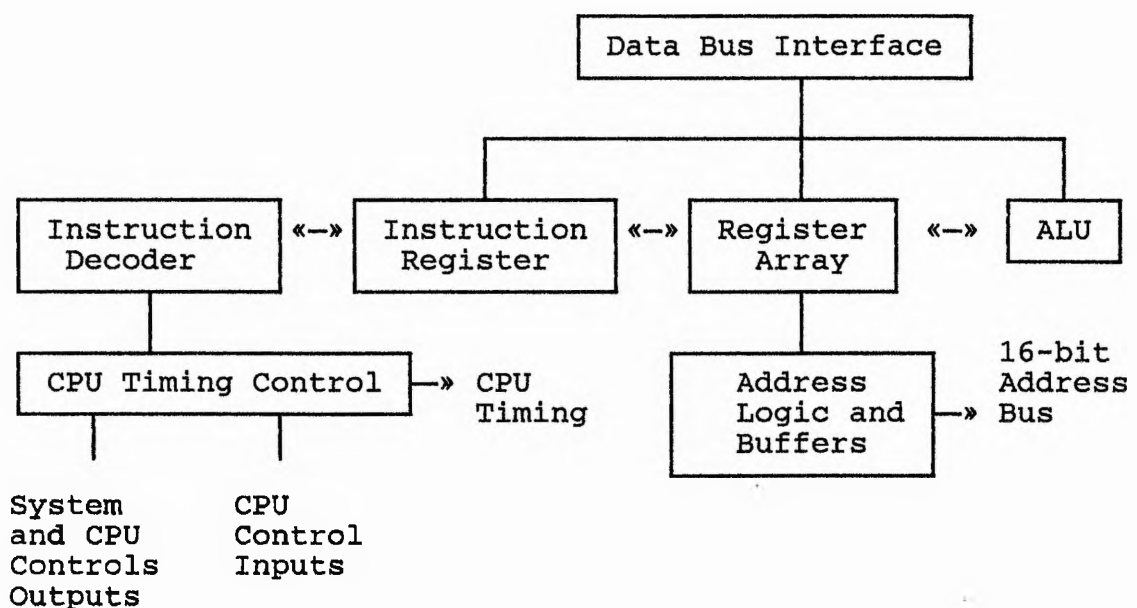 Data Bus Interface
Instruction
Decoder
«—»
Instruction
Register
«—»
Register
Array
«—»
ALU
CPU Timing Control
—» CPU
Timing
Address
Logic and
Buffers
—»
16-bit
Address
Bus
System
and CPU
Controls
Outputs
CPU
Control
Inputs